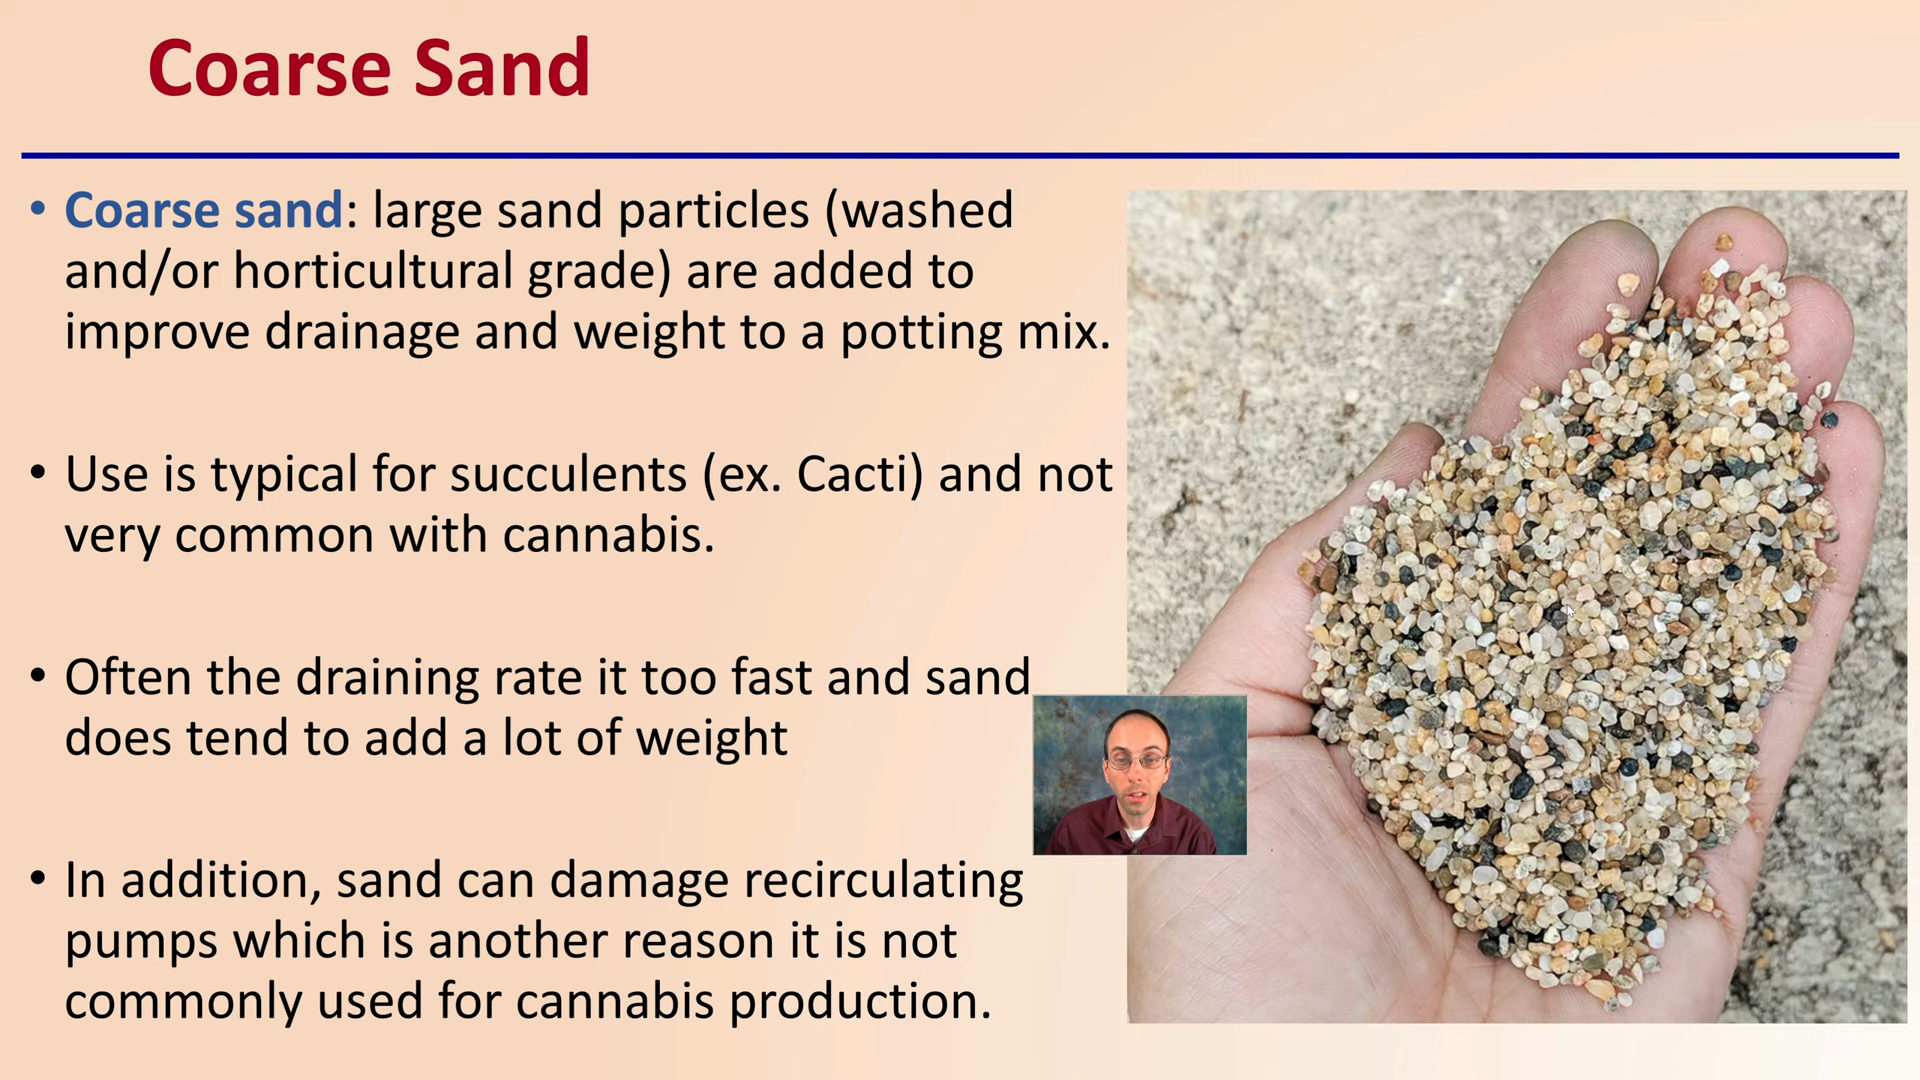 Coarse Sand
• Coarse sand: large sand particles (washed
and/or horticultural grade) are added to
improve drainage and weight to a potting mix.
• Use is typical for succulents (ex. Cacti) and not
very common with cannabis.
• Often the draining rate it too fast and sand
does tend to add a lot of weight
• In addition, sand can damage recirculating
pumps which is another reason it is not
commonly used for cannabis production.